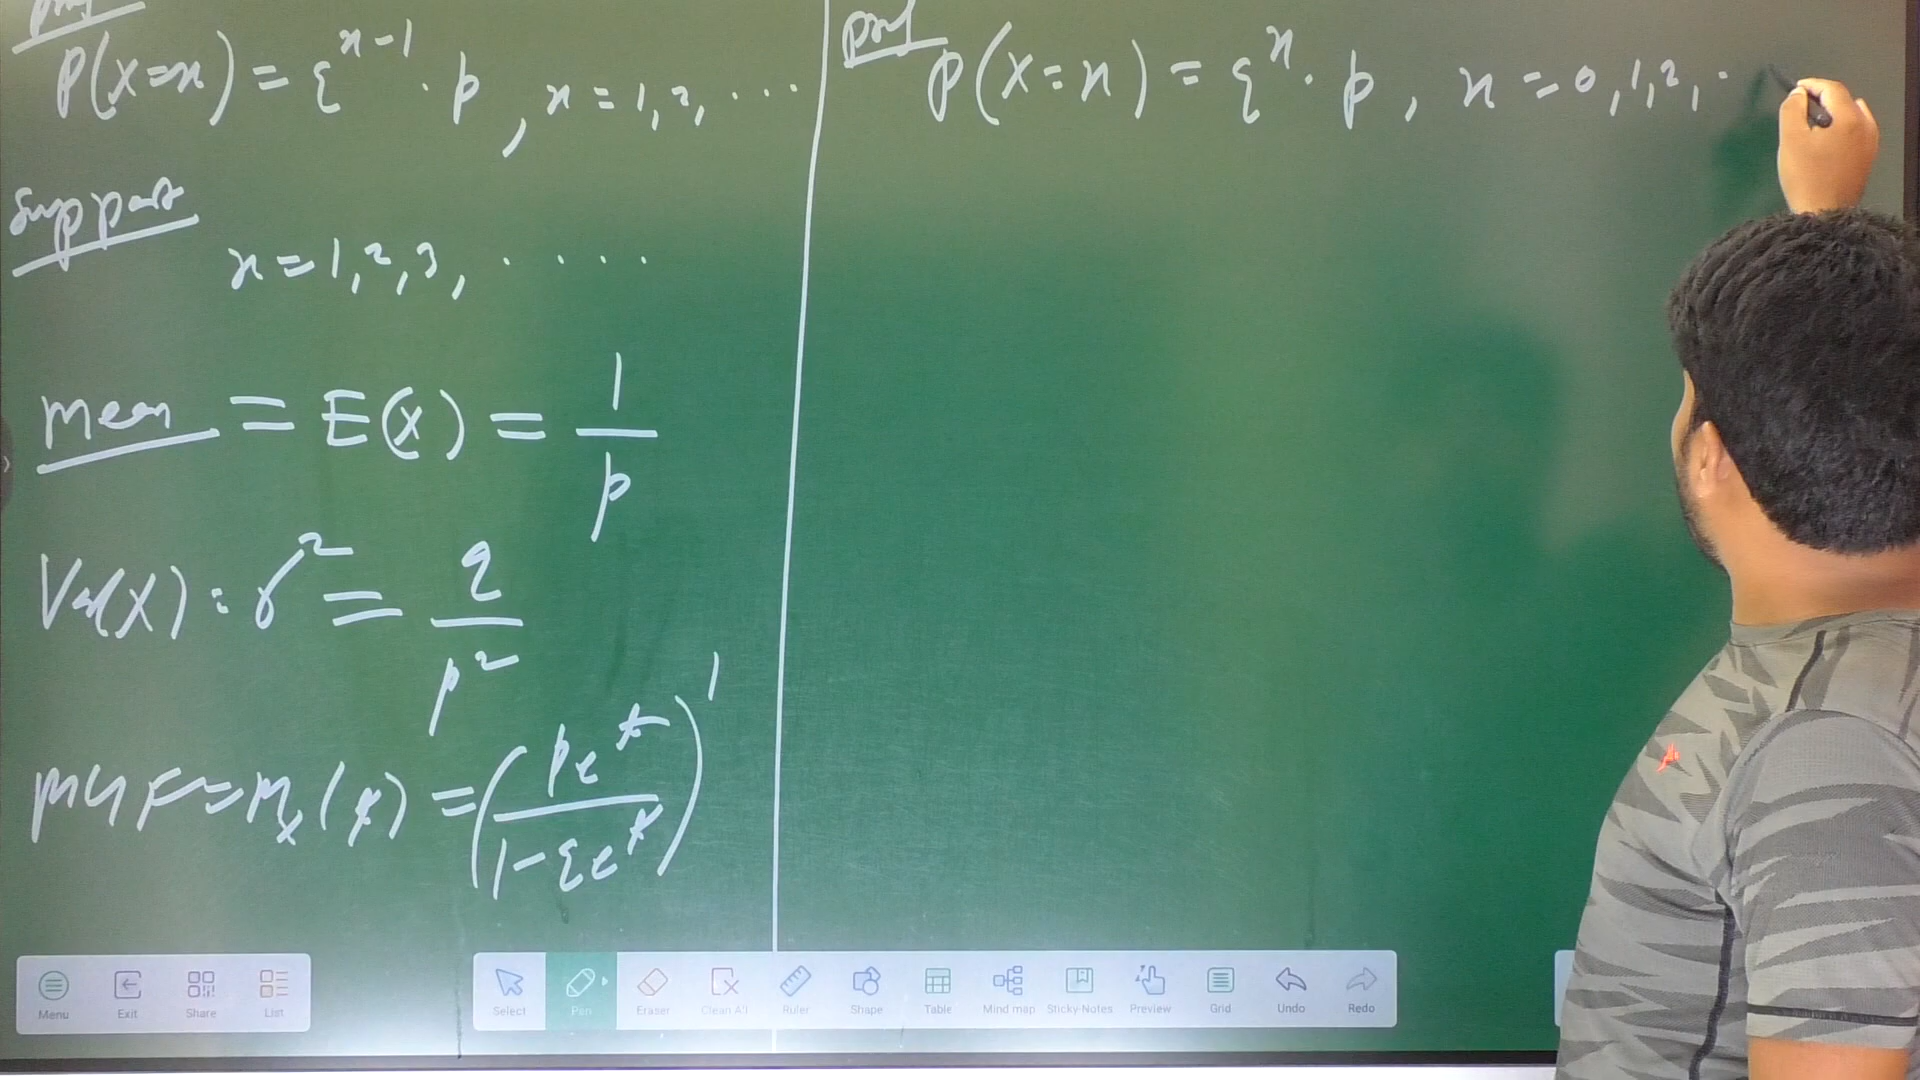 pmf
P(X=x) = q^{x-1} · p, x = 1, 2, ...
Support
x = 1, 2, 3, .....
mean = E(X) = 1/p
Var(X) = σ² = q/p²
MGF = M_x(t) = (pe^t/1-qe^t)^1
pmf
P(X=x) = q^x · p, x = 0, 1, 2, ·
Menu
Exit
Share
List
Select
Pen
Eraser
Clean All
Ruler
Shape
Table
Mind map
Sticky-Notes
Preview
Grid
Undo
Redo